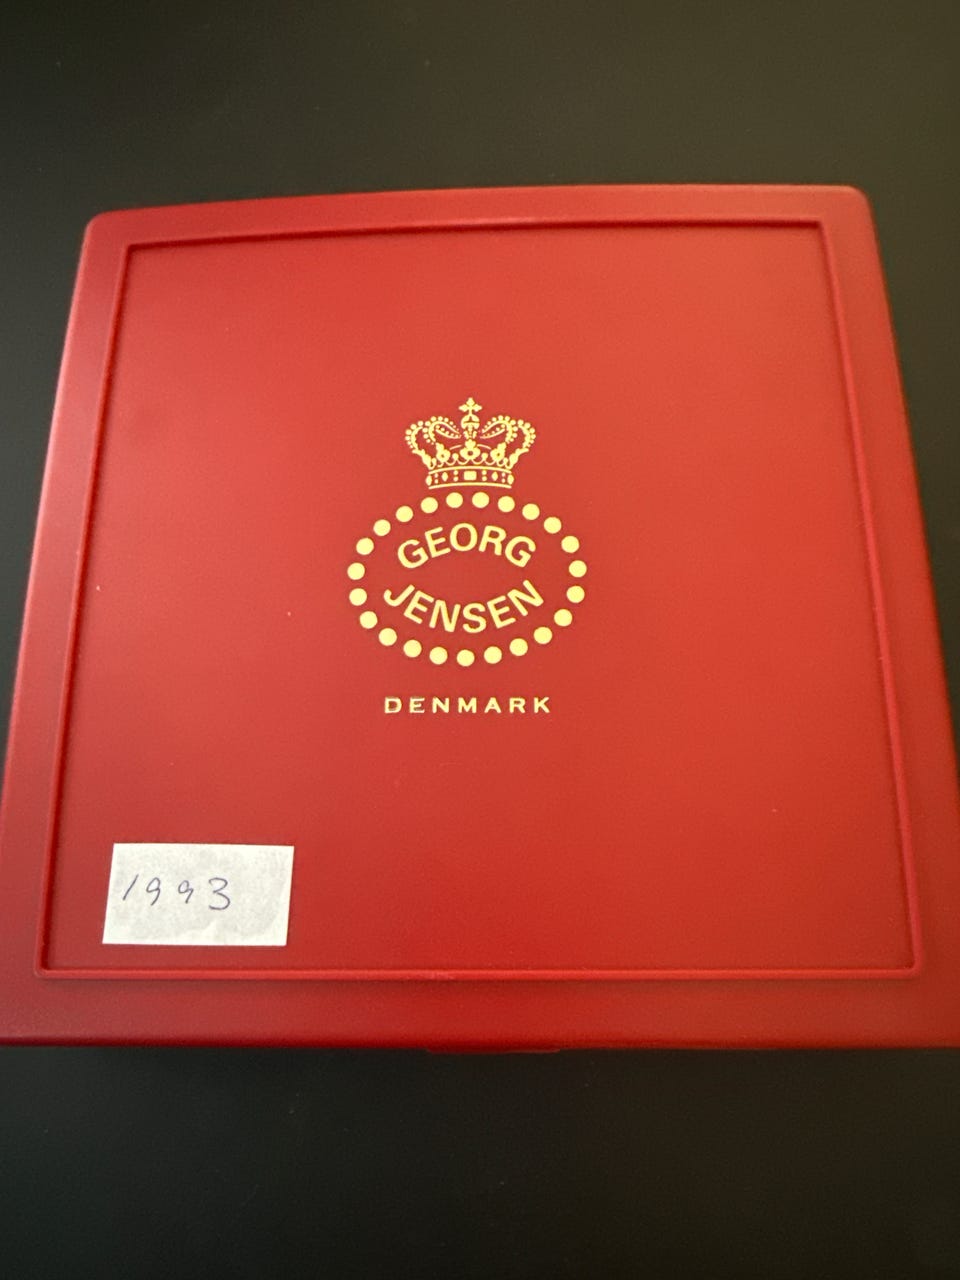 GEORG
JENSEN
DENMARK
1993